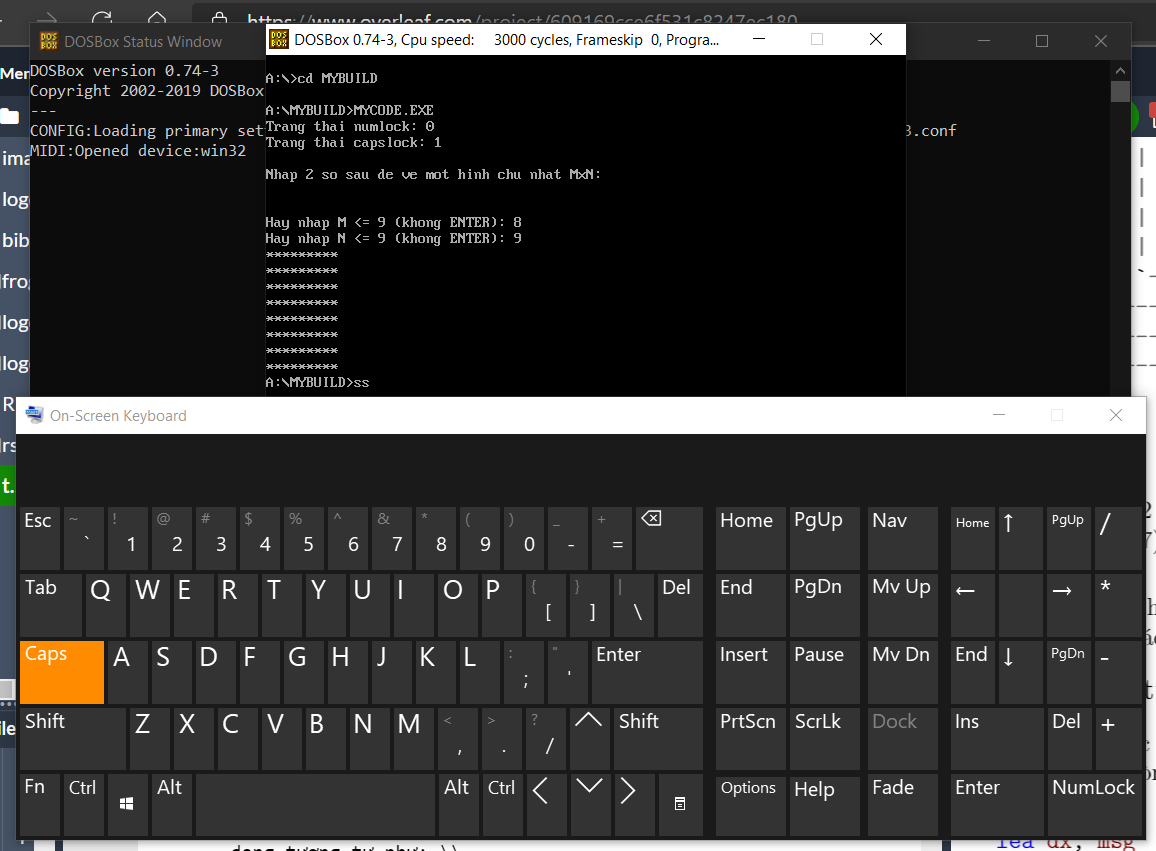 https://www.overleaf.com/project/609169cce6f531c8247ec180
DOSBox Status Window
DOSBox version 0.74-3
Copyright 2002-2019 DOSBox
---
CONFIG:Loading primary set
3.conf
MIDI:Opened device:win32
DOSBox 0.74-3, Cpu speed: 3000 cycles, Frameskip 0, Progra...
A:\>cd MYBUILD
A:\MYBUILD>MYCODE.EXE
Trang thai numlock: 0
Trang thai capslock: 1
Nhap 2 so sau de ve mot hinh chu nhat MxN:
Hay nhap M <= 9 (khong ENTER): 8
Hay nhap N <= 9 (khong ENTER): 9
*********
*********
*********
*********
*********
*********
*********
*********
A:\MYBUILD>ss
On-Screen Keyboard
Esc ~ ` ! 1 @ 2 # 3 $ 4 % 5 ^ 6 & 7 * 8 ( 9 ) 0 _ - + = Home PgUp Nav Home ↑ PgUp /
Tab Q W E R T Y U I O P { [ } ] | \ Del End PgDn Mv Up ← → *
Caps A S D F G H J K L : ; " ' Enter Insert Pause Mv Dn End ↓ PgDn -
Shift Z X C V B N M < , > . ? / Shift PrtScn ScrLk Dock Ins Del +
Fn Ctrl Alt Alt Ctrl Options Help Fade Enter NumLock
lea dx, msg